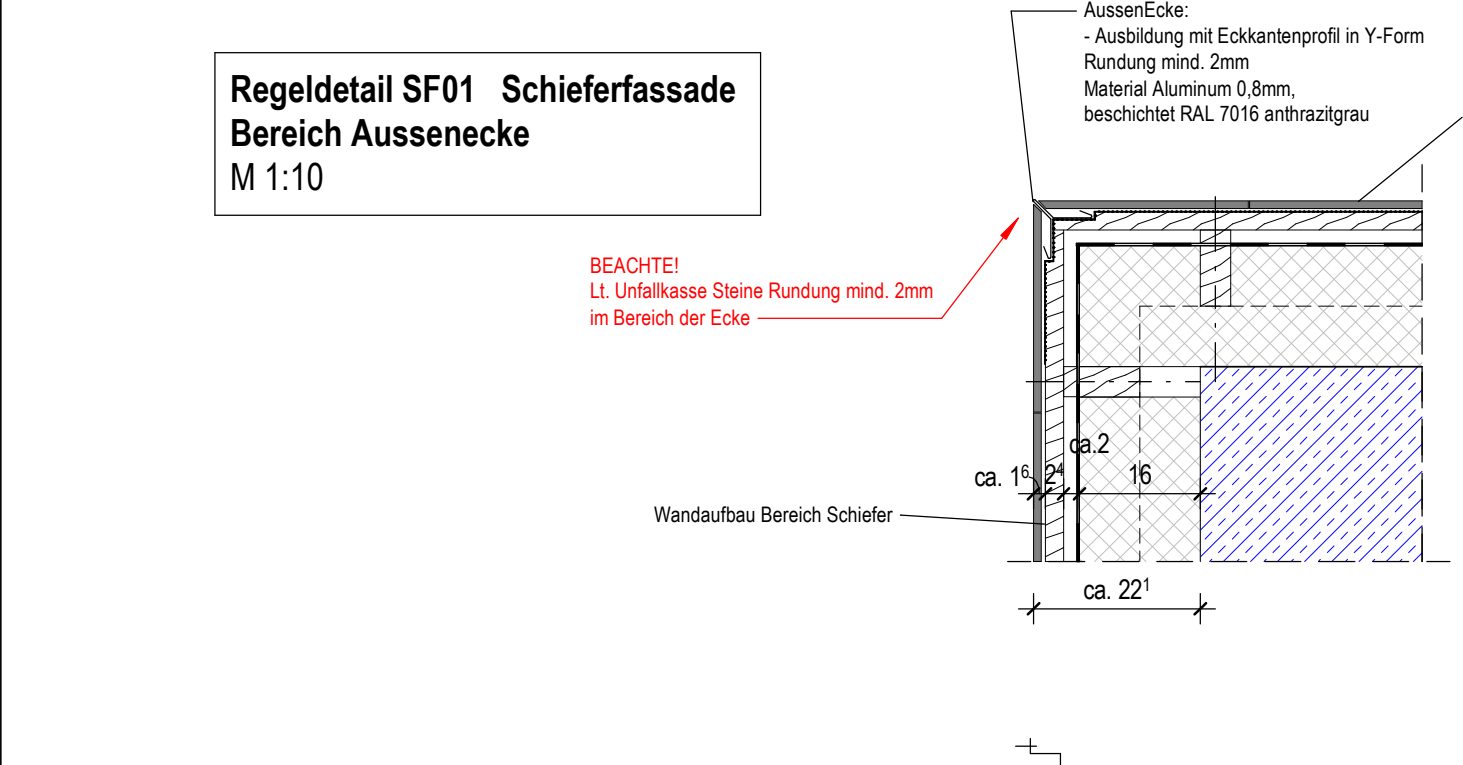 AussenEcke:
- Ausbildung mit Eckkantenprofil in Y-Form
Rundung mind. 2mm
Material Aluminum 0,8mm,
beschichtet RAL 7016 anthrazitgrau
Regeldetail SF01 Schieferfassade
Bereich Aussenecke
M 1:10
BEACHTE!
Lt. Unfallkasse Steine Rundung mind. 2mm
im Bereich der Ecke
ca.2
ca. 1⁶ 2⁴ 16
Wandaufbau Bereich Schiefer
ca. 22¹